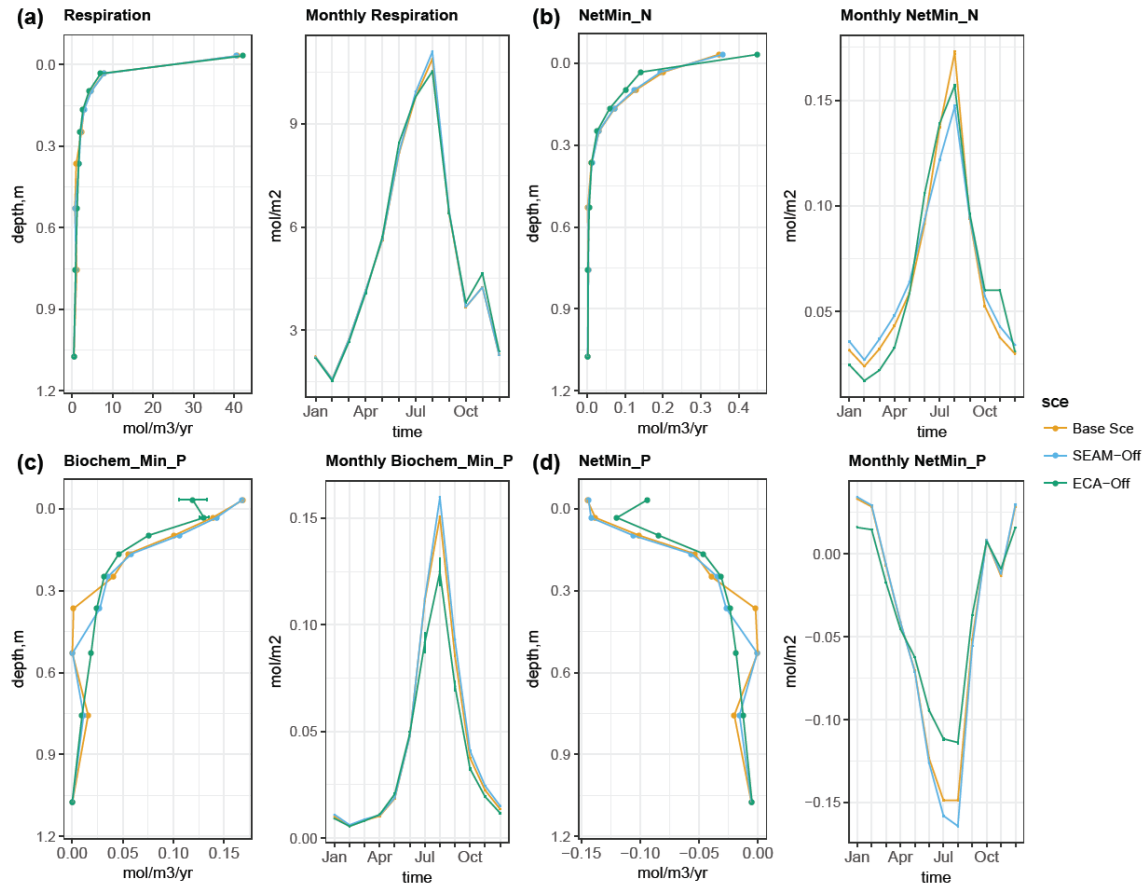 (a)
Respiration
Monthly Respiration
0.0
0.3
0.6
0.9
1.2
depth,m
0 10 20 30 40
mol/m3/yr
9
6
3
mol/m2
Jan Apr Jul Oct
time
(b)
NetMin_N
Monthly NetMin_N
0.0
0.3
0.6
0.9
1.2
depth,m
0.0 0.1 0.2 0.3 0.4
mol/m3/yr
0.15
0.10
0.05
mol/m2
Jan Apr Jul Oct
time
(c)
Biochem_Min_P
Monthly Biochem_Min_P
0.0
0.3
0.6
0.9
1.2
depth,m
0.00 0.05 0.10 0.15
mol/m3/yr
0.15
0.10
0.05
0.00
mol/m2
Jan Apr Jul Oct
time
(d)
NetMin_P
Monthly NetMin_P
0.0
0.3
0.6
0.9
1.2
depth,m
−0.15 −0.10 −0.05 0.00
mol/m3/yr
0.00
−0.05
−0.10
−0.15
mol/m2
Jan Apr Jul Oct
time
sce
Base Sce
SEAM−Off
ECA−Off